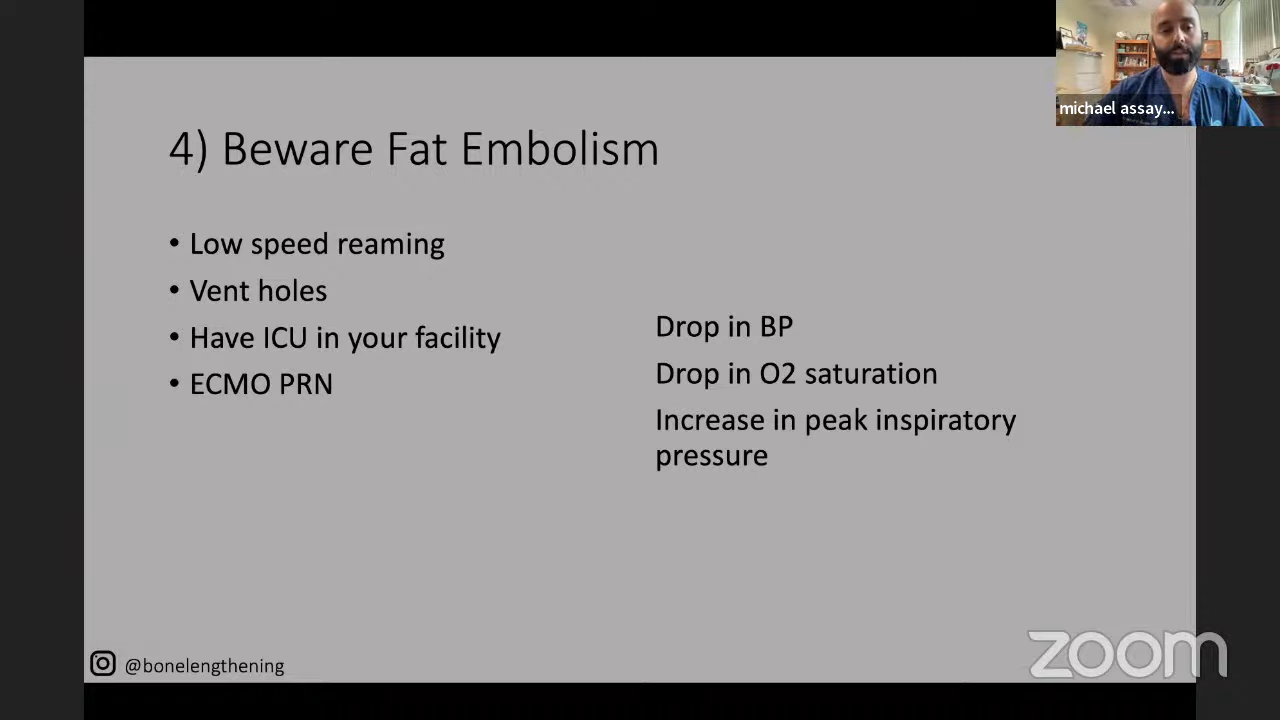 michael assay...
4) Beware Fat Embolism
• Low speed reaming
• Vent holes
• Have ICU in your facility
• ECMO PRN
Drop in BP
Drop in O2 saturation
Increase in peak inspiratory
pressure
@bonelengthening
zoom